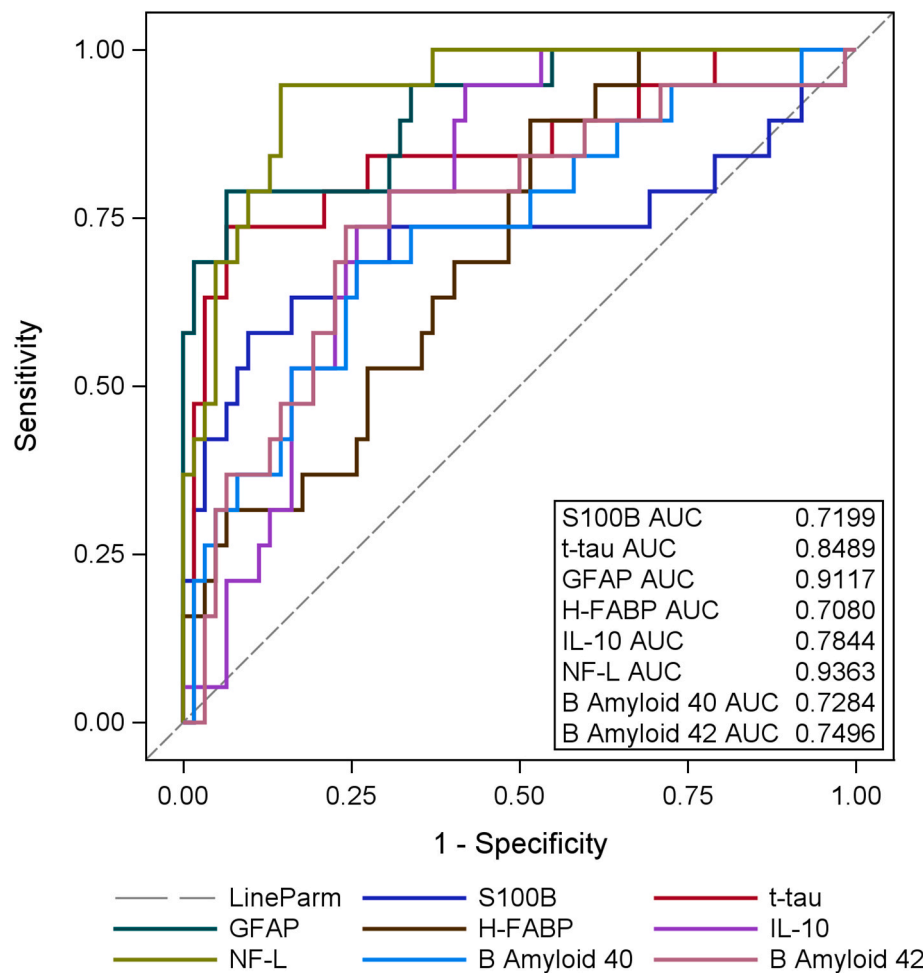 1.00
0.75
0.50
0.25
0.00
Sensitivity
S100B AUC 0.7199
t-tau AUC 0.8489
GFAP AUC 0.9117
H-FABP AUC 0.7080
IL-10 AUC 0.7844
NF-L AUC 0.9363
B Amyloid 40 AUC 0.7284
B Amyloid 42 AUC 0.7496
0.00 0.25 0.50 0.75 1.00
1 - Specificity
LineParm S100B t-tau
GFAP H-FABP IL-10
NF-L B Amyloid 40 B Amyloid 42